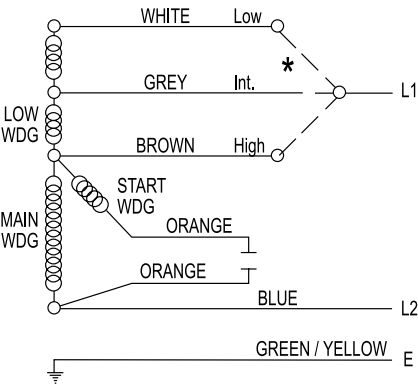 WHITE Low
*
GREY Int.
L1
LOW
WDG
BROWN High
START
WDG
MAIN
WDG
ORANGE
ORANGE
BLUE
L2
GREEN / YELLOW
E